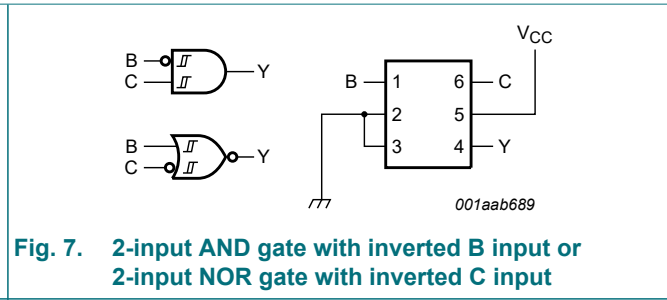 B
C
Y
B
C
Y
V_CC
B 1 6 C
2 5
3 4 Y
001aab689
Fig. 7. 2-input AND gate with inverted B input or
2-input NOR gate with inverted C input